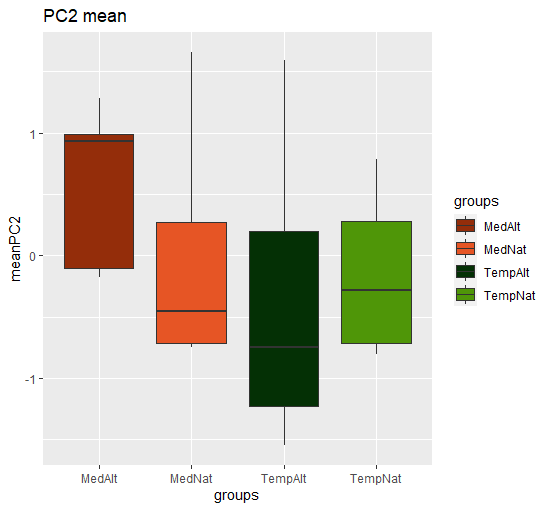 PC2 mean
meanPC2
1
0
-1
MedAlt
MedNat
TempAlt
TempNat
groups
groups
MedAlt
MedNat
TempAlt
TempNat